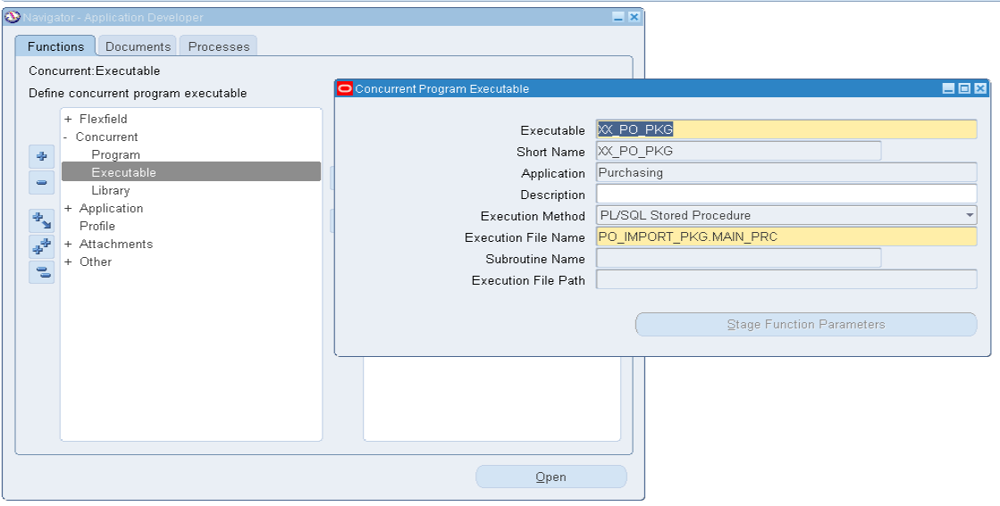 Navigator - Application Developer
Functions
Documents
Processes
Concurrent:Executable
Define concurrent program executable
+ Flexfield
- Concurrent
Program
Executable
Library
+ Application
Profile
+ Attachments
+ Other
Open
Concurrent Program Executable
Executable XX_PO_PKG
Short Name XX_PO_PKG
Application Purchasing
Description
Execution Method PL/SQL Stored Procedure
Execution File Name PO_IMPORT_PKG.MAIN_PRC
Subroutine Name
Execution File Path
Stage Function Parameters